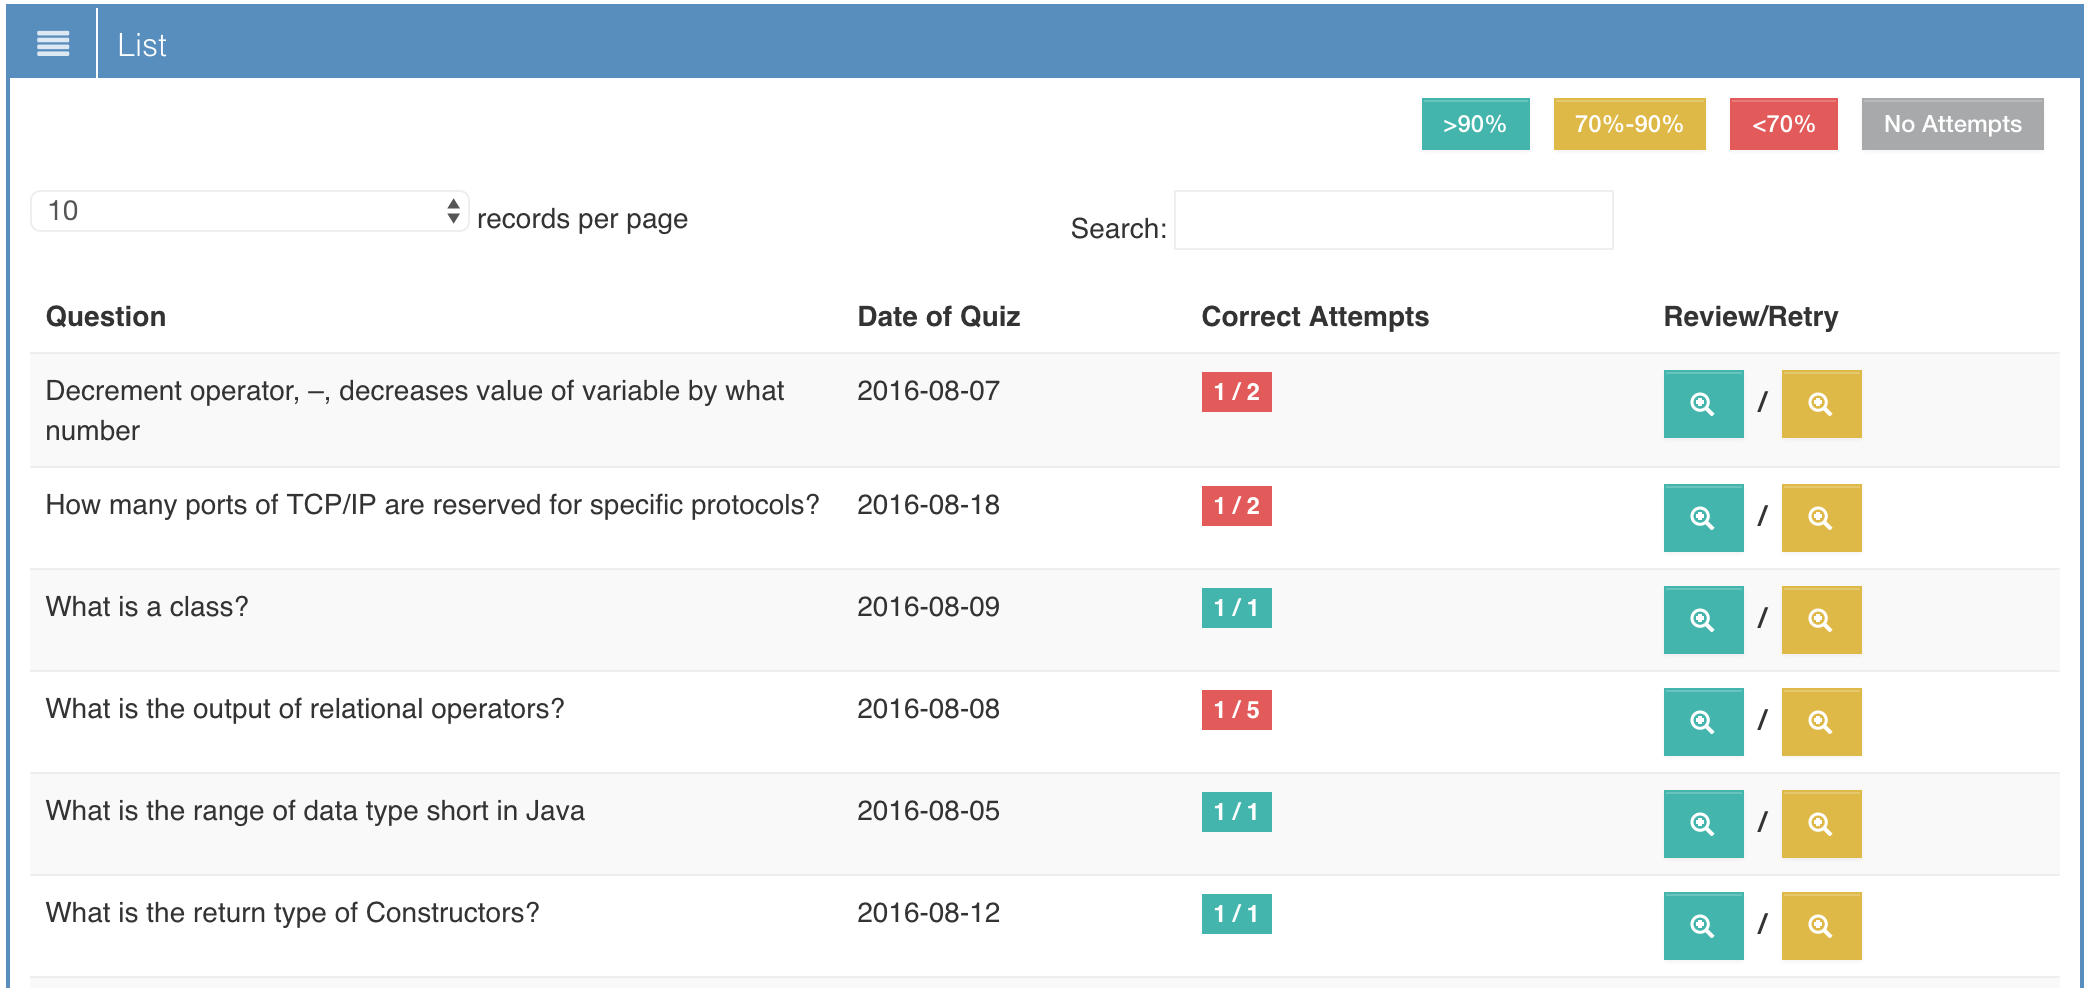 List
>90% 70%-90% <70% No Attempts
10 records per page Search:
Question Date of Quiz Correct Attempts Review/Retry
Decrement operator, –, decreases value of variable by what 2016-08-07 1 / 2 /
number
How many ports of TCP/IP are reserved for specific protocols? 2016-08-18 1 / 2 /
What is a class? 2016-08-09 1 / 1 /
What is the output of relational operators? 2016-08-08 1 / 5 /
What is the range of data type short in Java 2016-08-05 1 / 1 /
What is the return type of Constructors? 2016-08-12 1 / 1 /